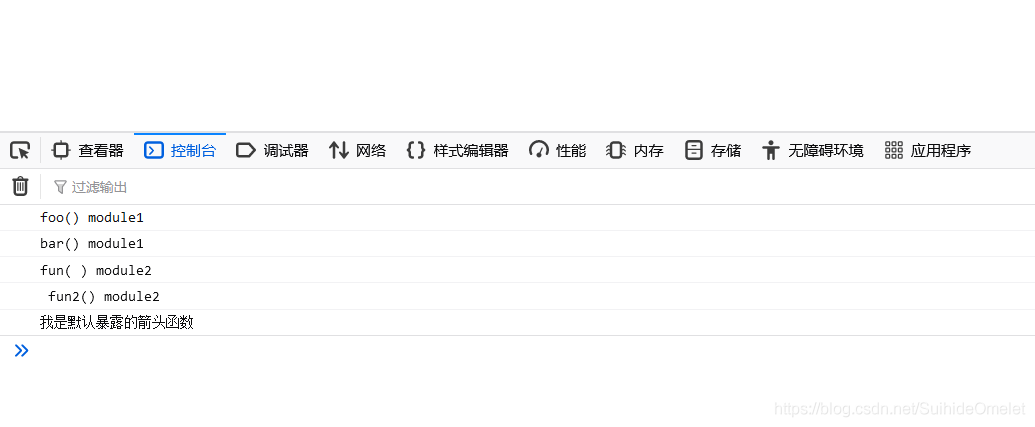 查看器 控制台 调试器 网络 样式编辑器 性能 内存 存储 无障碍环境 应用程序
过滤输出
foo() module1
bar() module1
fun( ) module2
fun2() module2
我是默认暴露的箭头函数
https://blog.csdn.net/SuihideOmelet